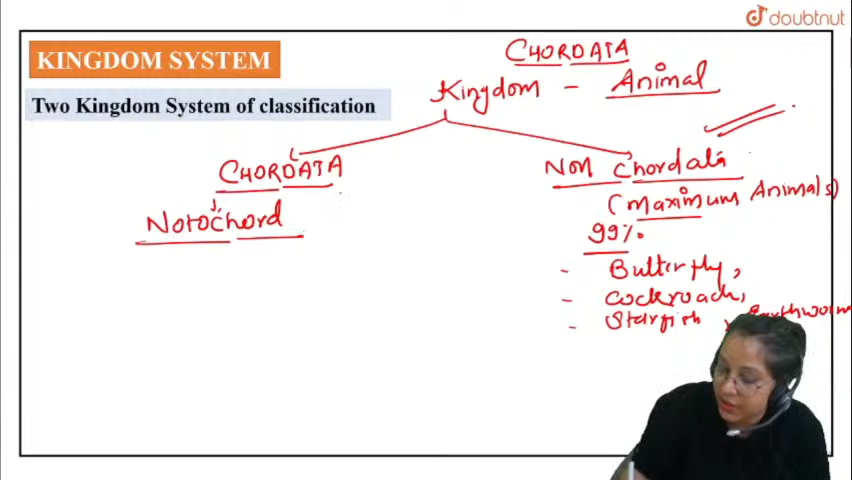 doubtnut
KINGDOM SYSTEM
CHORDATA
Kingdom - Animal
Two Kingdom System of classification
CHORDATA
Non Chordata
Notochord
(maximum Animals)
99%
- Butterfly,
- Cockroach,
- Starfish, Earthworm